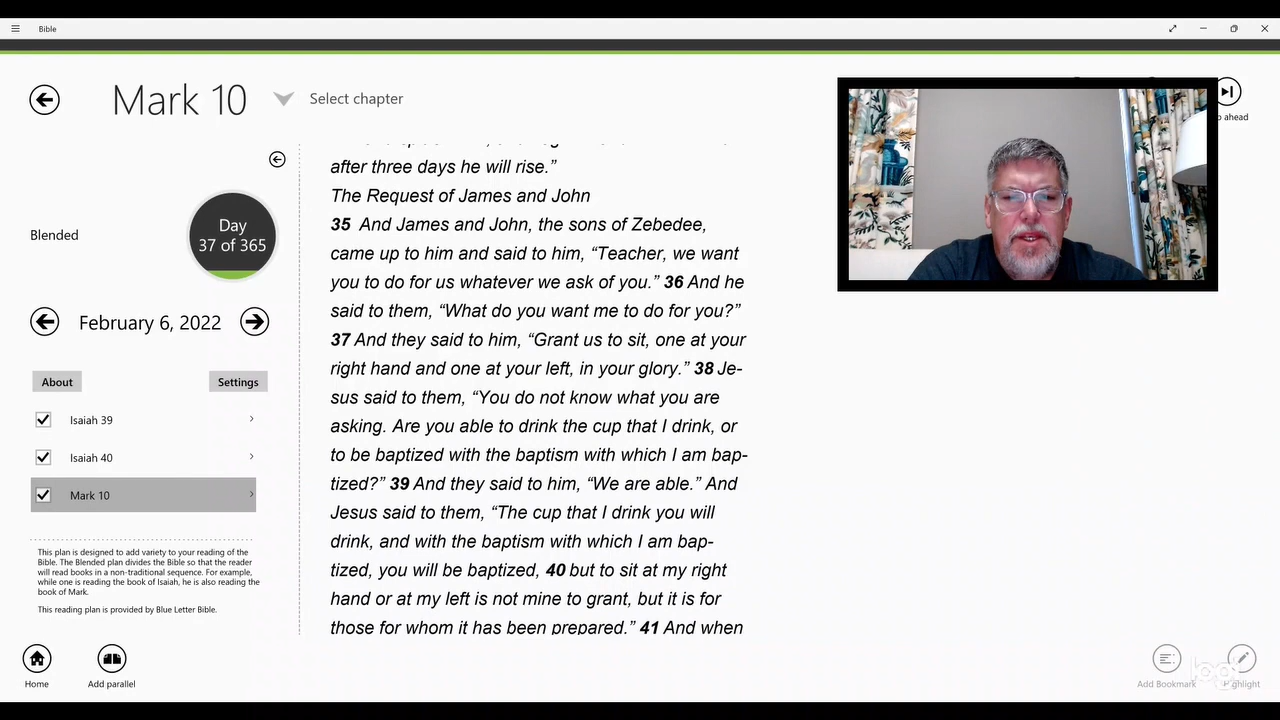 Bible
Mark 10
Select chapter
ahead
after three days he will rise.”
The Request of James and John
35 And James and John, the sons of Zebedee,
came up to him and said to him, “Teacher, we want
you to do for us whatever we ask of you.” 36 And he
said to them, “What do you want me to do for you?”
37 And they said to him, “Grant us to sit, one at your
right hand and one at your left, in your glory.” 38 Je-
sus said to them, “You do not know what you are
asking. Are you able to drink the cup that I drink, or
to be baptized with the baptism with which I am bap-
tized?” 39 And they said to him, “We are able.” And
Jesus said to them, “The cup that I drink you will
drink, and with the baptism with which I am bap-
tized, you will be baptized, 40 but to sit at my right
hand or at my left is not mine to grant, but it is for
those for whom it has been prepared.” 41 And when
Blended
Day
37 of 365
February 6, 2022
About
Settings
Isaiah 39
Isaiah 40
Mark 10
This plan is designed to add variety to your reading of the
Bible. The Blended plan divides the Bible so that the reader
will read books in a non-traditional sequence. For example,
while one is reading the book of Isaiah, he is also reading the
book of Mark.
This reading plan is provided by Blue Letter Bible.
Home
Add parallel
Add Bookmark
Highlight
logi